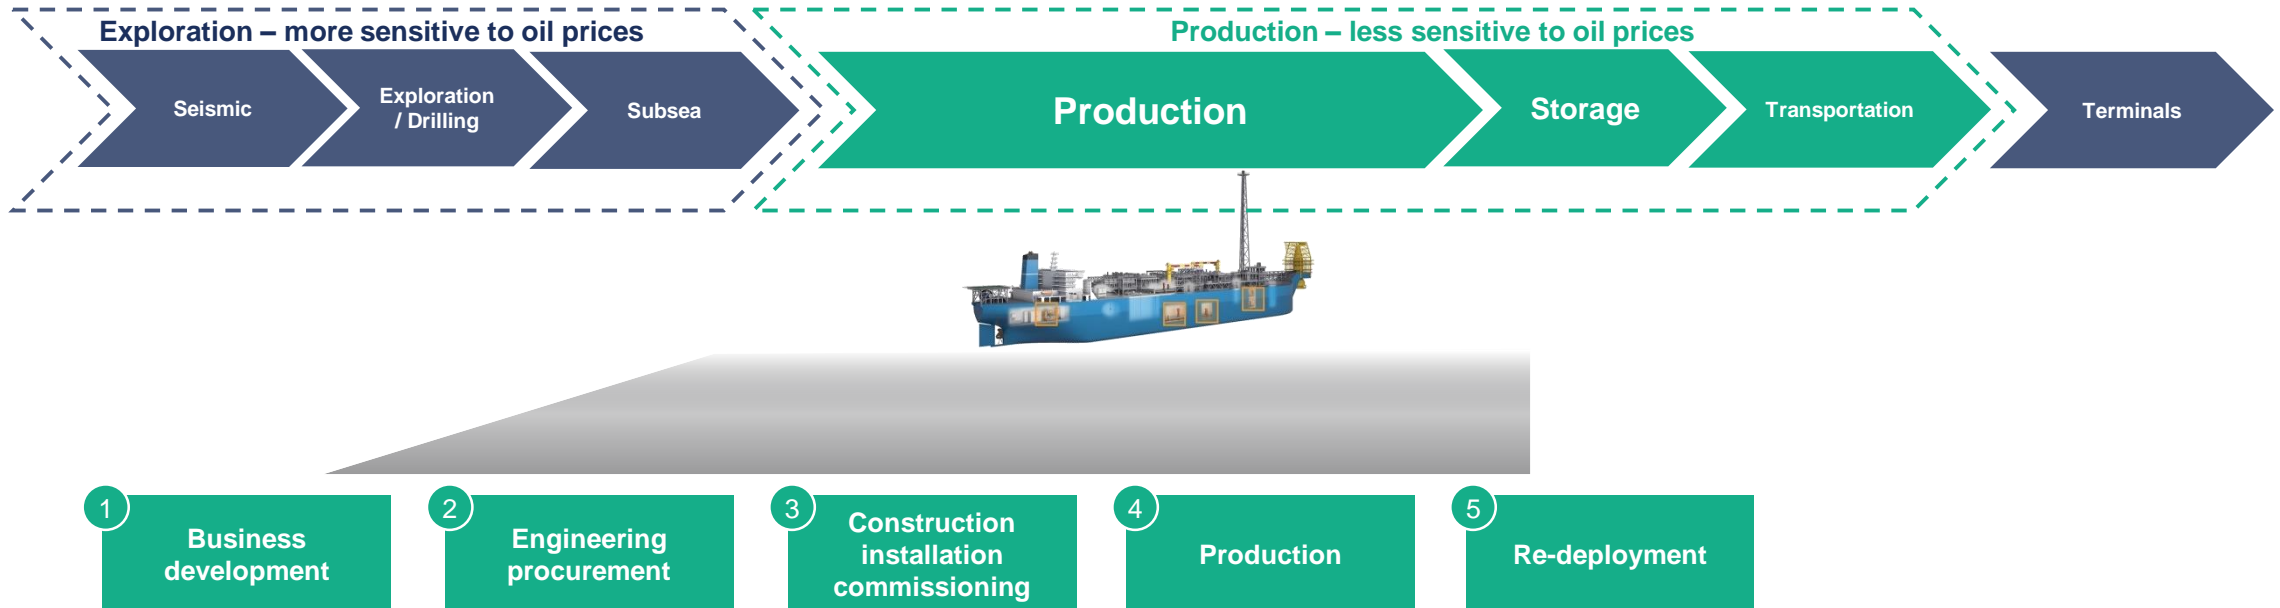 Exploration – more sensitive to oil prices
Production – less sensitive to oil prices
Seismic
Exploration
/ Drilling
Subsea
Production
Storage
Transportation
Terminals
1
Business
development
2
Engineering
procurement
3
Construction
installation
commissioning
4
Production
5
Re-deployment